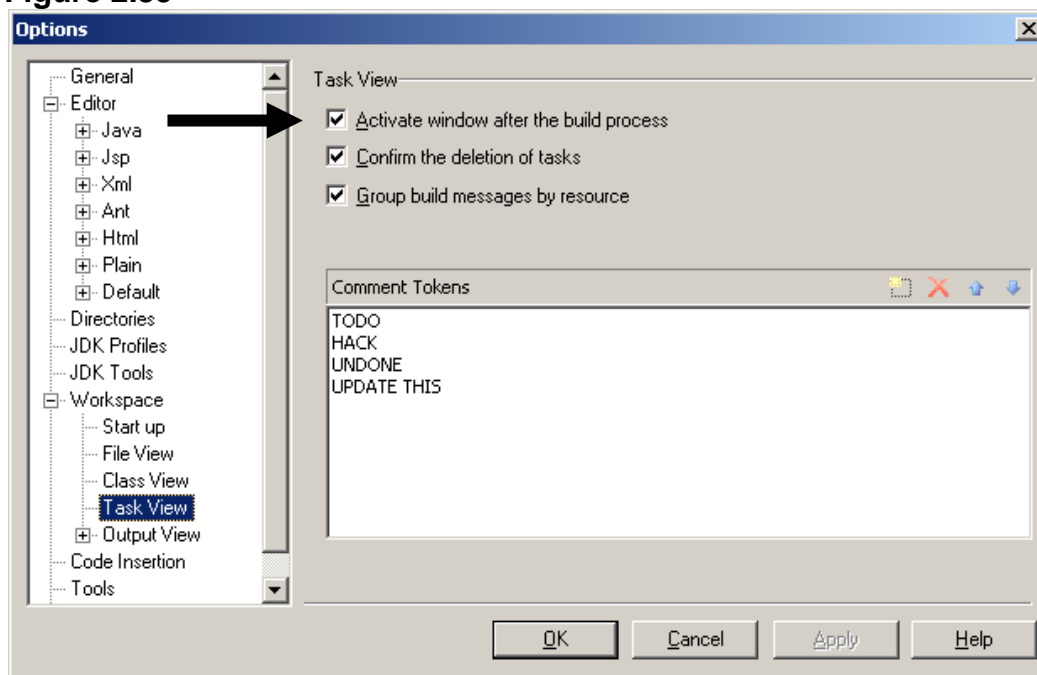 Options
General
Editor
Java
Jsp
Xml
Ant
Html
Plain
Default
Directories
JDK Profiles
JDK Tools
Workspace
Start up
File View
Class View
Task View
Output View
Code Insertion
Tools
Task View
Activate window after the build process
Confirm the deletion of tasks
Group build messages by resource
Comment Tokens
TODO
HACK
UNDONE
UPDATE THIS
OK
Cancel
Apply
Help